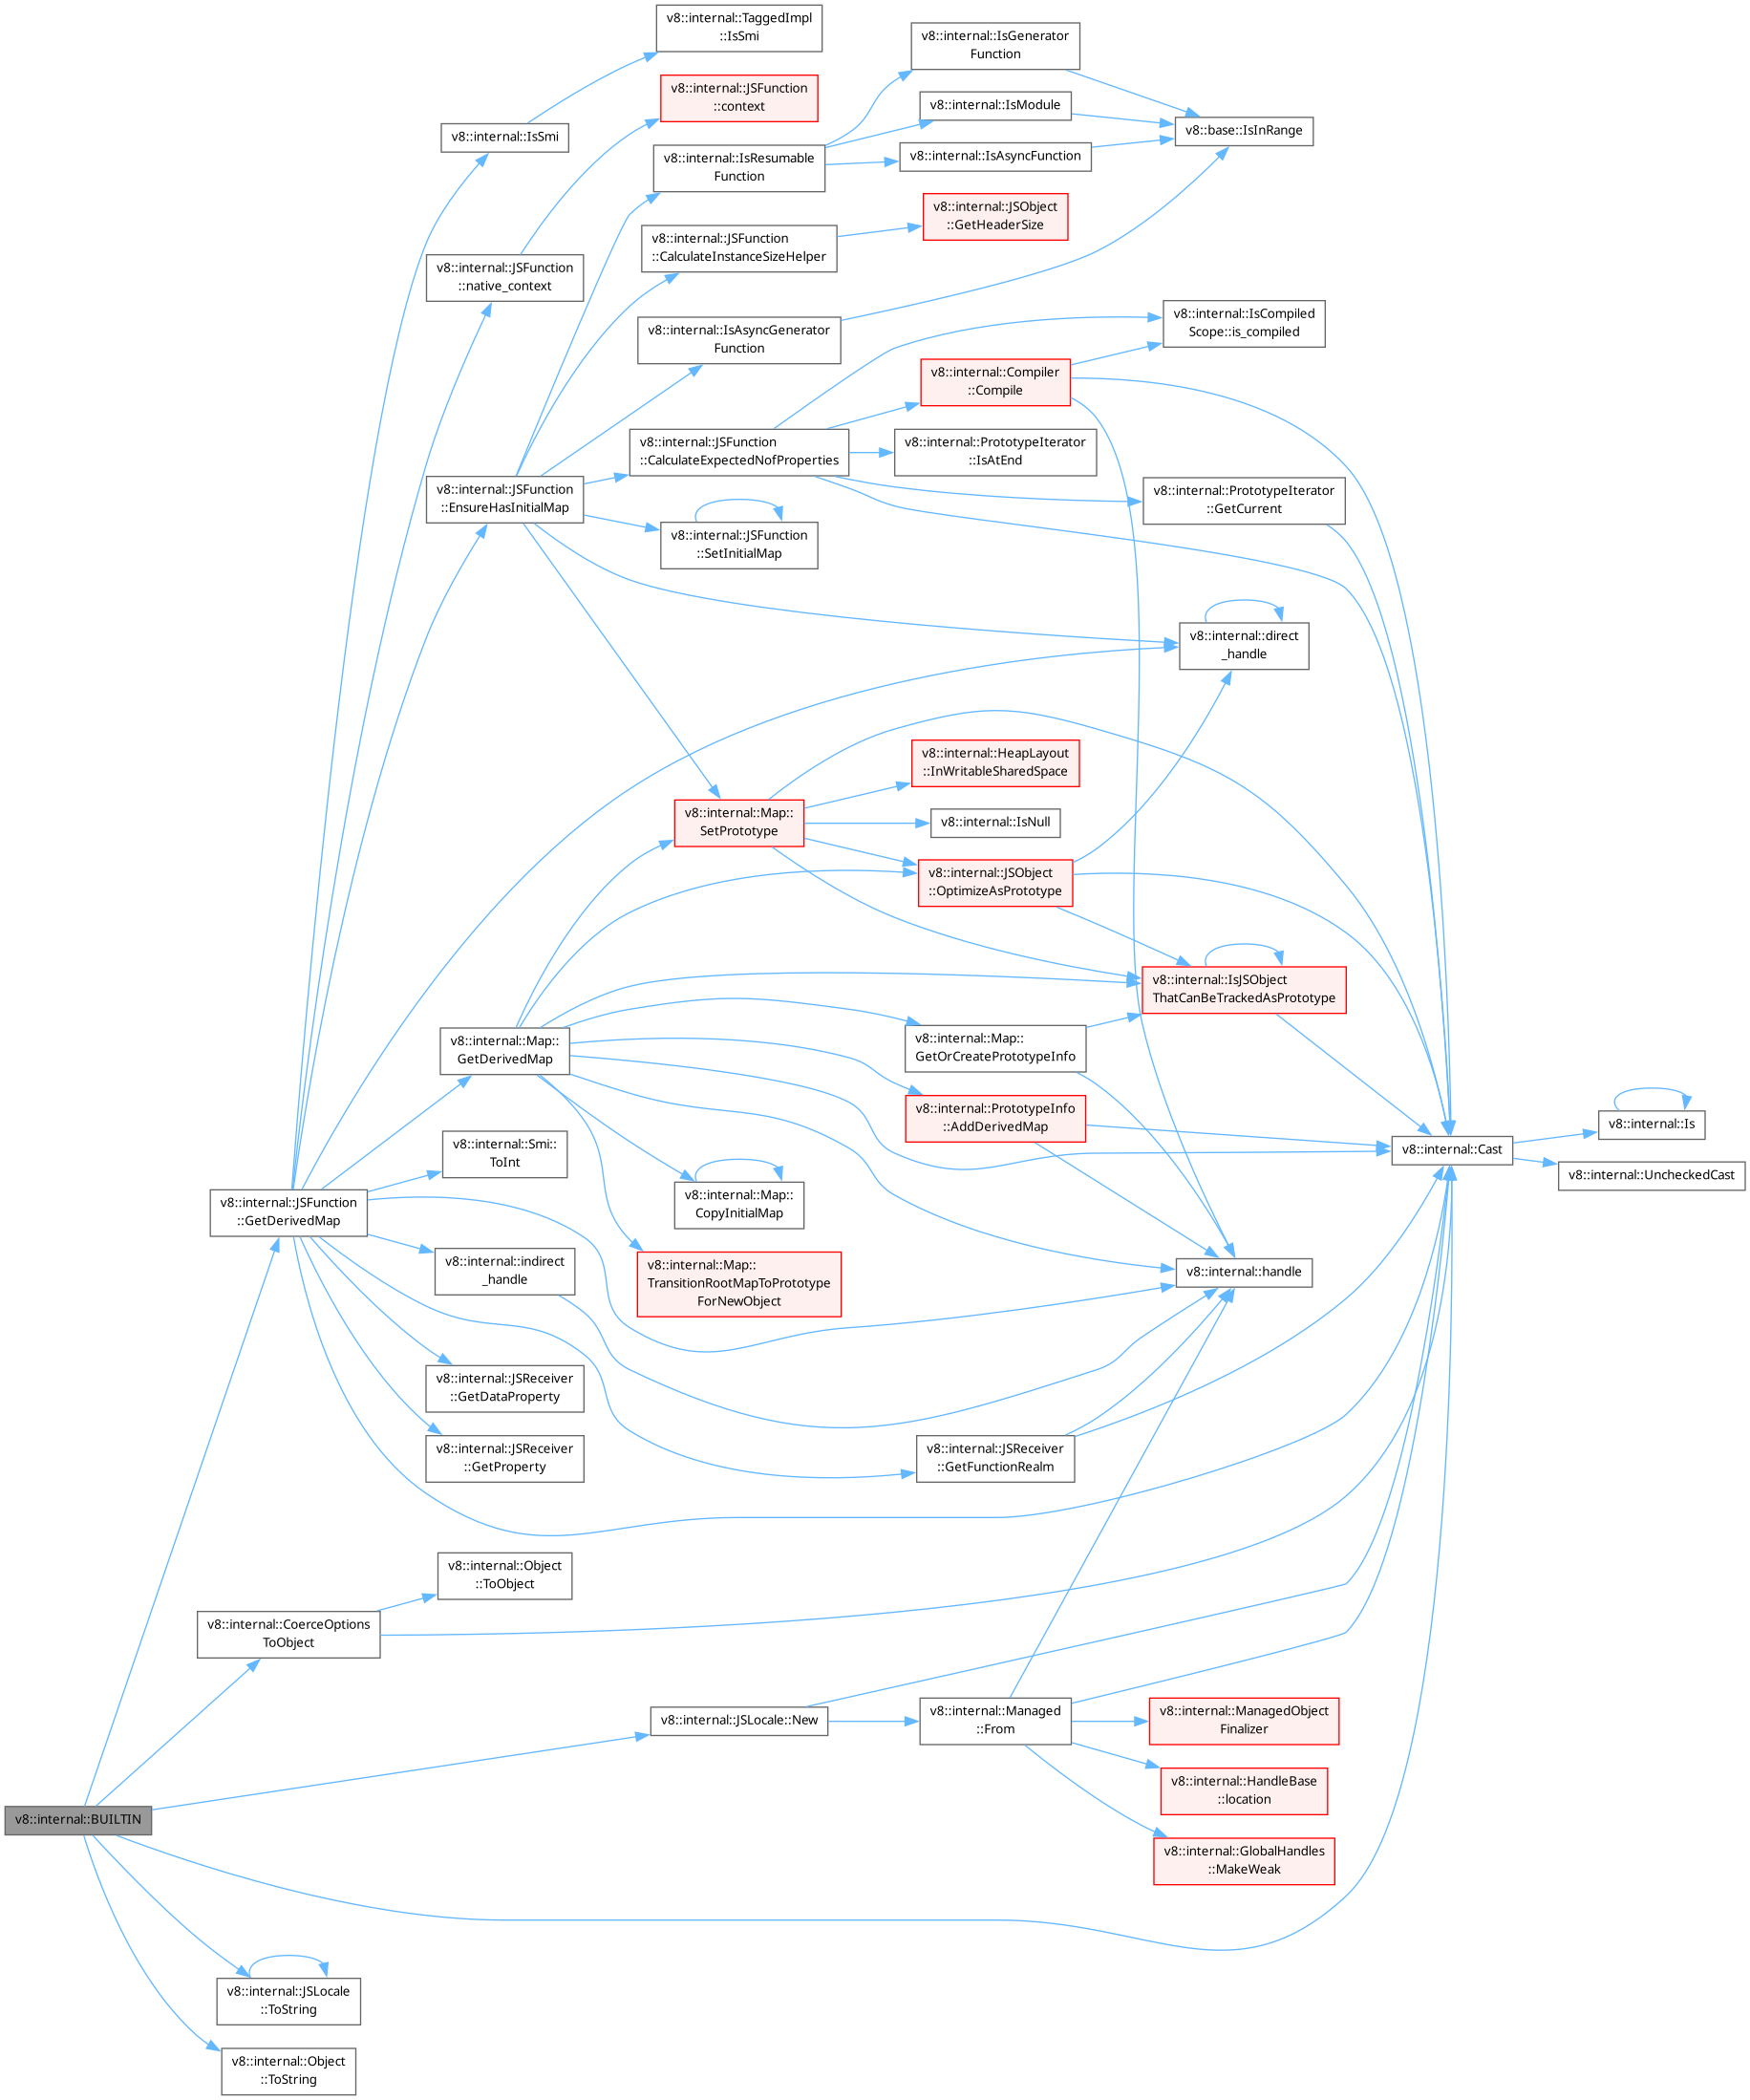 v8::internal::TaggedImpl
::IsSmi
v8::internal::IsGenerator
Function
v8::internal::JSFunction
::context
v8::internal::IsModule
v8::internal::IsSmi
v8::base::IsInRange
v8::internal::IsResumable
Function
v8::internal::IsAsyncFunction
v8::internal::JSObject
::GetHeaderSize
v8::internal::JSFunction
::CalculateInstanceSizeHelper
v8::internal::JSFunction
::native_context
v8::internal::IsAsyncGenerator
Function
v8::internal::IsCompiled
Scope::is_compiled
v8::internal::Compiler
::Compile
v8::internal::JSFunction
::CalculateExpectedNofProperties
v8::internal::PrototypeIterator
::IsAtEnd
v8::internal::JSFunction
::EnsureHasInitialMap
v8::internal::PrototypeIterator
::GetCurrent
v8::internal::JSFunction
::SetInitialMap
v8::internal::direct
_handle
v8::internal::HeapLayout
::InWritableSharedSpace
v8::internal::Map::
SetPrototype
v8::internal::IsNull
v8::internal::JSObject
::OptimizeAsPrototype
v8::internal::IsJSObject
ThatCanBeTrackedAsPrototype
v8::internal::Map::
GetDerivedMap
v8::internal::Map::
GetOrCreatePrototypeInfo
v8::internal::PrototypeInfo
::AddDerivedMap
v8::internal::Is
v8::internal::Cast
v8::internal::Smi::
ToInt
v8::internal::UncheckedCast
v8::internal::JSFunction
::GetDerivedMap
v8::internal::Map::
CopyInitialMap
v8::internal::indirect
_handle
v8::internal::Map::
TransitionRootMapToPrototype
ForNewObject
v8::internal::handle
v8::internal::JSReceiver
::GetDataProperty
v8::internal::JSReceiver
::GetProperty
v8::internal::JSReceiver
::GetFunctionRealm
v8::internal::Object
::ToObject
v8::internal::CoerceOptions
ToObject
v8::internal::JSLocale::New
v8::internal::Managed
::From
v8::internal::ManagedObject
Finalizer
v8::internal::HandleBase
::location
v8::internal::BUILTIN
v8::internal::GlobalHandles
::MakeWeak
v8::internal::JSLocale
::ToString
v8::internal::Object
::ToString